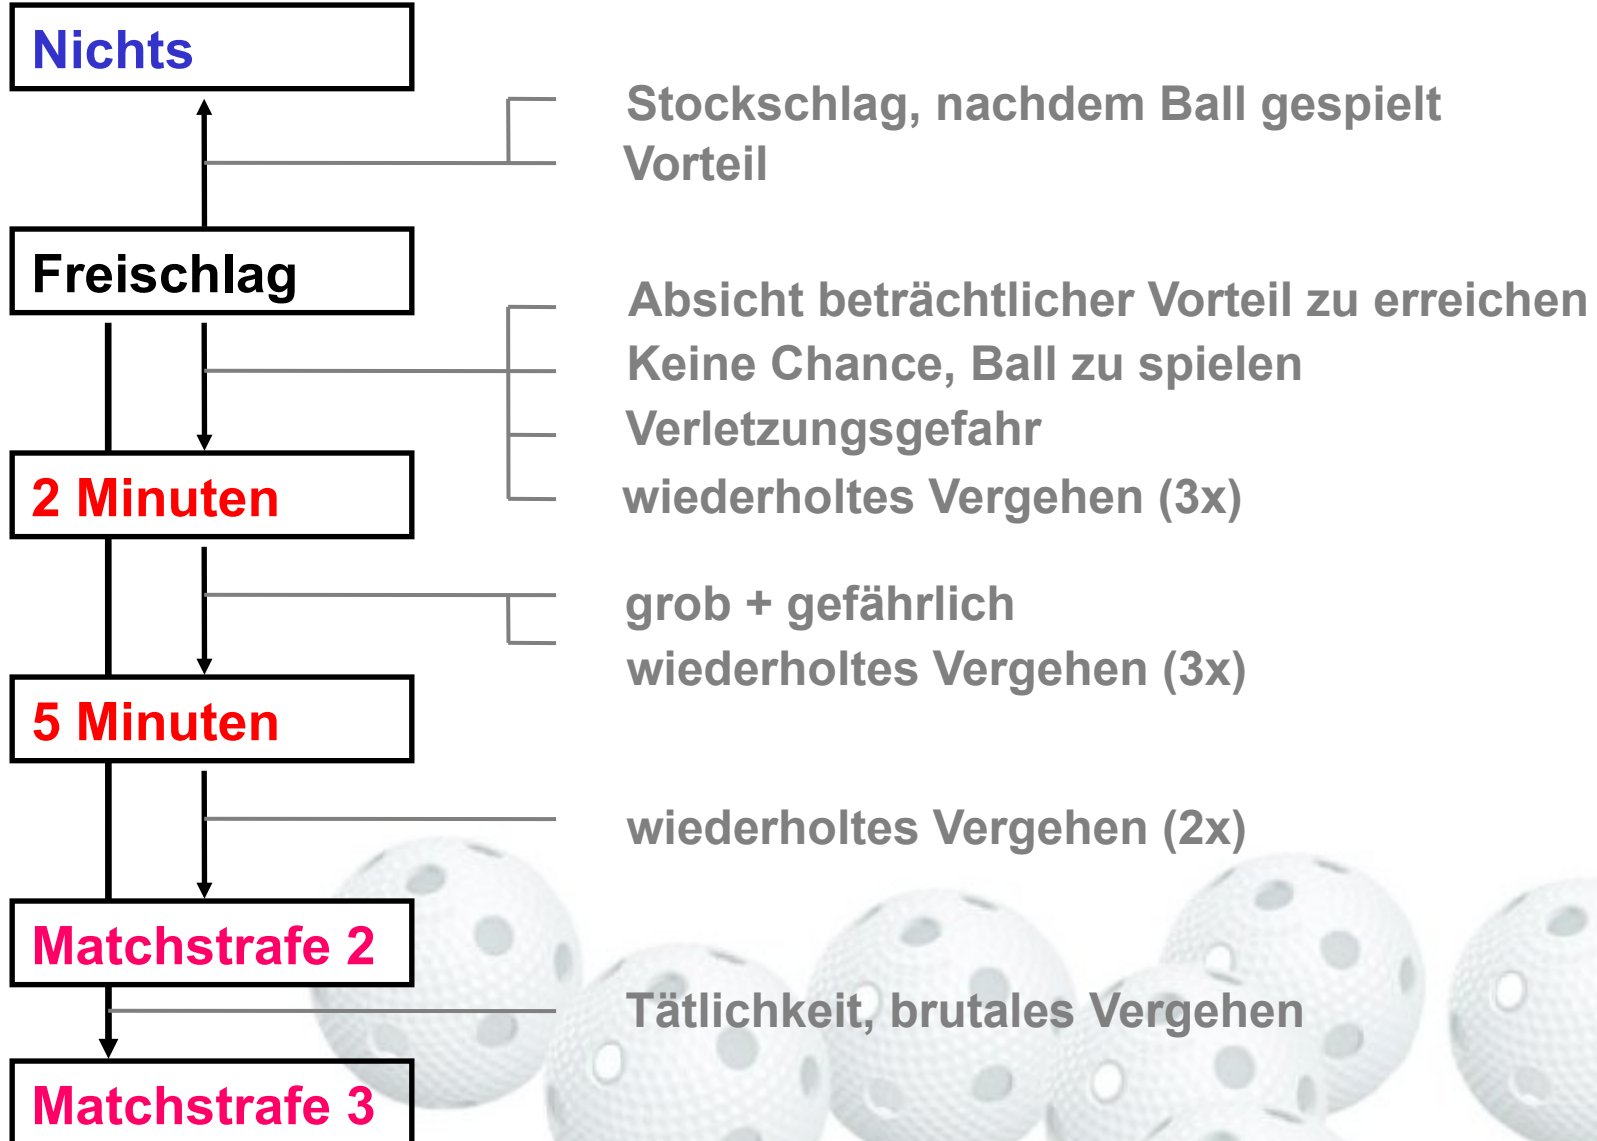 Nichts
Stockschlag, nachdem Ball gespielt
Vorteil
Freischlag
Absicht beträchtlicher Vorteil zu erreichen
Keine Chance, Ball zu spielen
Verletzungsgefahr
2 Minuten
wiederholtes Vergehen (3x)
grob + gefährlich
wiederholtes Vergehen (3x)
5 Minuten
wiederholtes Vergehen (2x)
Matchstrafe 2
Tätlichkeit, brutales Vergehen
Matchstrafe 3